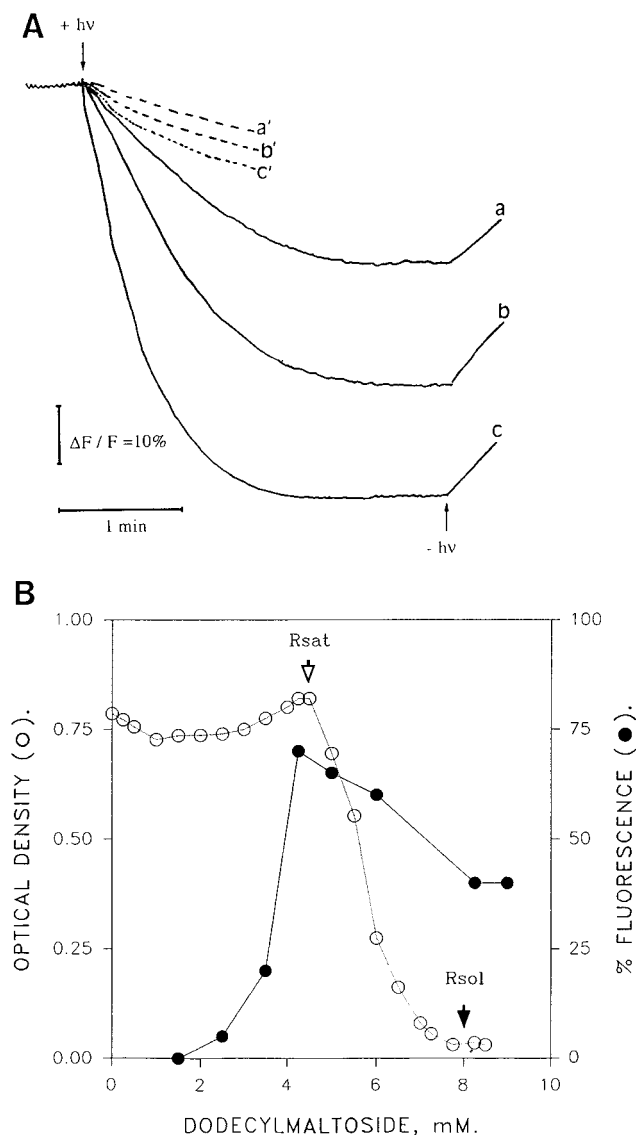 A
+ hν
a'
b'
c'
a
b
c
ΔF / F =10%
1 min
- hν
B
1.00
0.75
0.50
0.25
0.00
OPTICAL DENSITY (O).
Rsat
Rsol
100
75
50
25
0
% FLUORESCENCE (●).
0 2 4 6 8 10
DODECYLMALTOSIDE, mM.